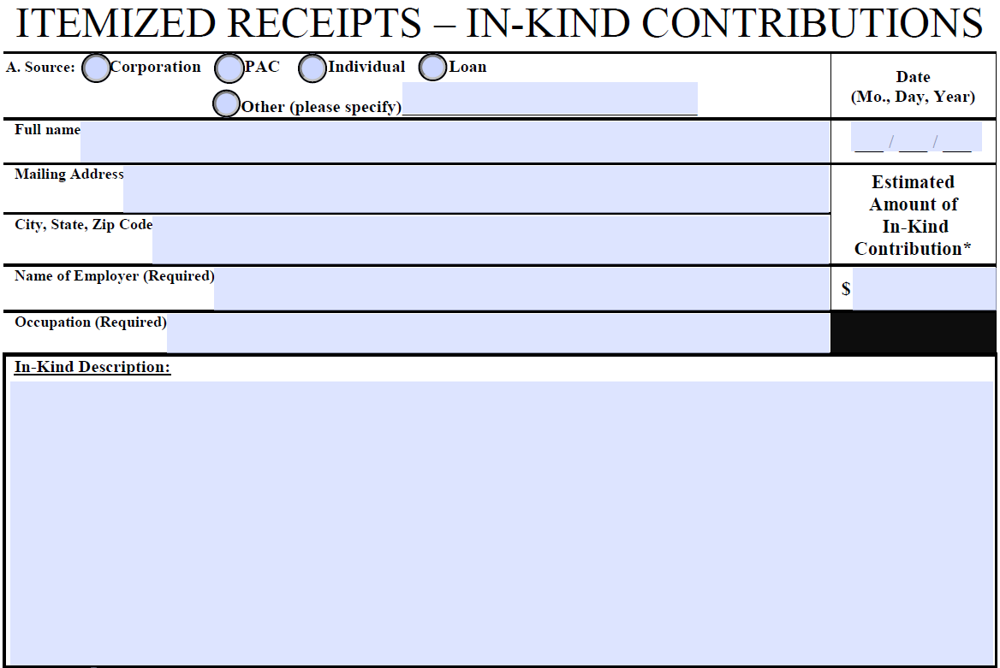 ITEMIZED RECEIPTS – IN-KIND CONTRIBUTIONS
A. Source: Corporation PAC Individual Loan
Other (please specify)
Date
(Mo., Day, Year)
Full name
___ / ___ / ___
Mailing Address
Estimated
Amount of
In-Kind
Contribution*
City, State, Zip Code
Name of Employer (Required)
$
Occupation (Required)
In-Kind Description: